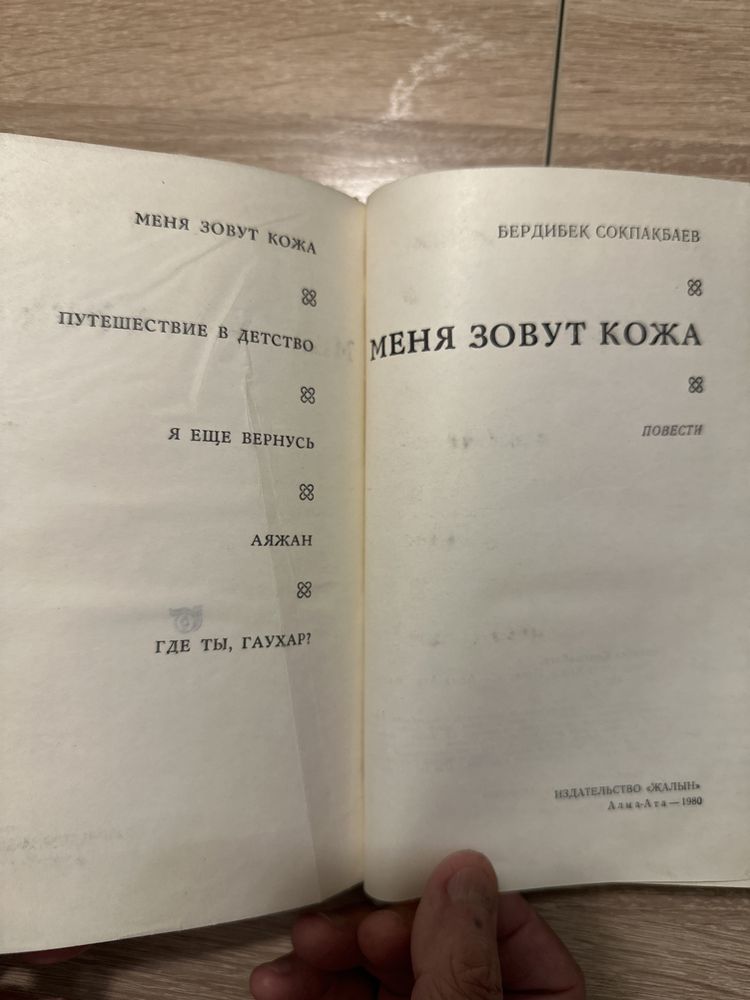 МЕНЯ ЗОВУТ КОЖА
ПУТЕШЕСТВИЕ В ДЕТСТВО
Я ЕЩЕ ВЕРНУСЬ
АЯЖАН
ГДЕ ТЫ, ГАУХАР?
БЕРДИБЕК СОКПАКБАЕВ
МЕНЯ ЗОВУТ КОЖА
ПОВЕСТИ
ИЗДАТЕЛЬСТВО «ЖАЛЫН»
Алма-Ата — 1980